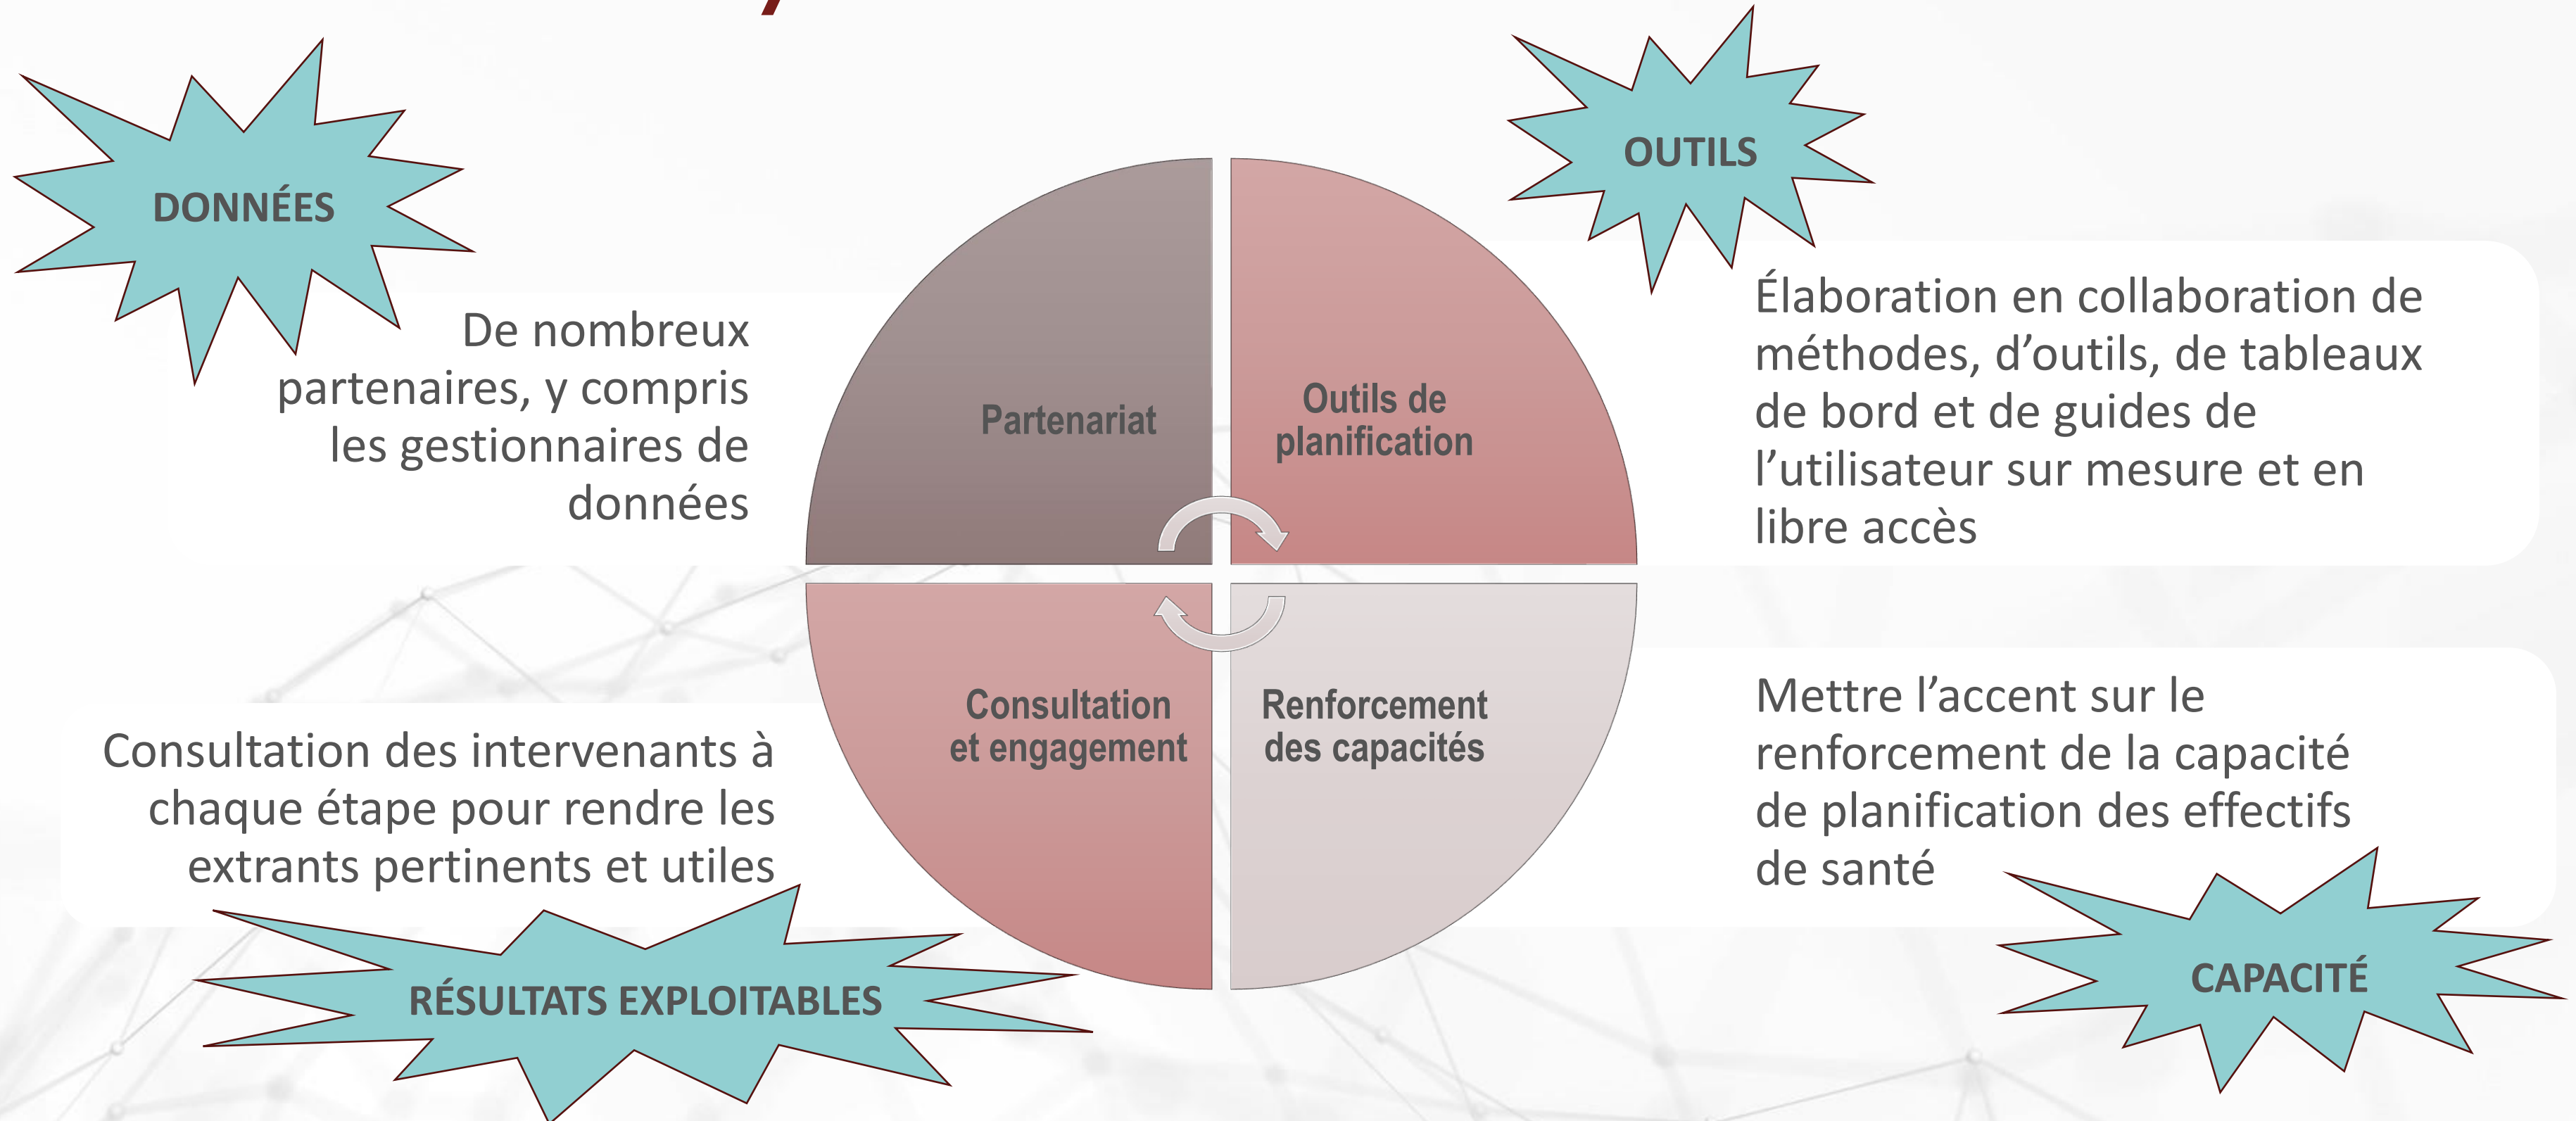 DONNÉES
De nombreux
partenaires, y compris
les gestionnaires de
données
Partenariat
OUTILS
Outils de
planification
Élaboration en collaboration de
méthodes, d’outils, de tableaux
de bord et de guides de
l’utilisateur sur mesure et en
libre accès
Consultation
et engagement
Consultation des intervenants à
chaque étape pour rendre les
extrants pertinents et utiles
RÉSULTATS EXPLOITABLES
Renforcement
des capacités
Mettre l’accent sur le
renforcement de la capacité
de planification des effectifs
de santé
CAPACITÉ